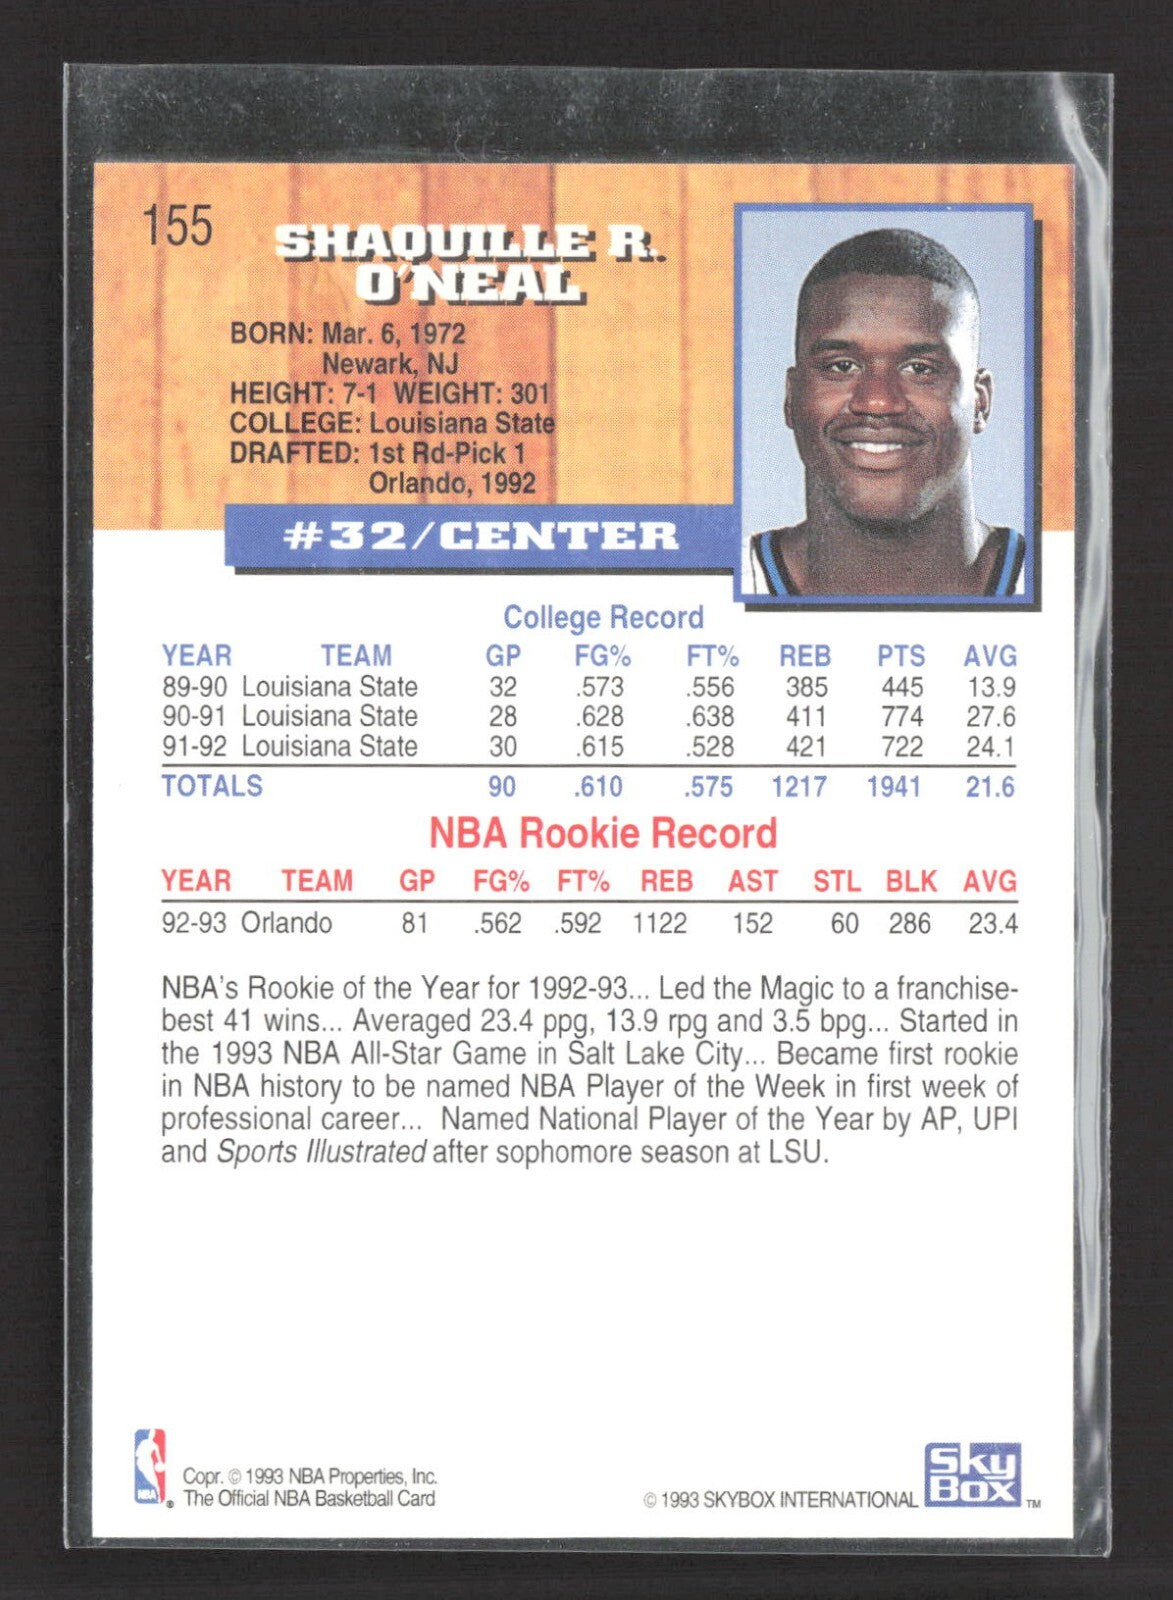 155
SHAQUILLE R.
O'NEAL
BORN: Mar. 6, 1972
Newark, NJ
HEIGHT: 7-1 WEIGHT: 301
COLLEGE: Louisiana State
DRAFTED: 1st Rd-Pick 1
Orlando, 1992
#32/CENTER
College Record
YEAR TEAM GP FG% FT% REB PTS AVG
89-90 Louisiana State 32 .573 .556 385 445 13.9
90-91 Louisiana State 28 .628 .638 411 774 27.6
91-92 Louisiana State 30 .615 .528 421 722 24.1
TOTALS 90 .610 .575 1217 1941 21.6
NBA Rookie Record
YEAR TEAM GP FG% FT% REB AST STL BLK AVG
92-93 Orlando 81 .562 .592 1122 152 60 286 23.4
NBA's Rookie of the Year for 1992-93... Led the Magic to a franchise-
best 41 wins... Averaged 23.4 ppg, 13.9 rpg and 3.5 bpg... Started in
the 1993 NBA All-Star Game in Salt Lake City... Became first rookie
in NBA history to be named NBA Player of the Week in first week of
professional career... Named National Player of the Year by AP, UPI
and Sports Illustrated after sophomore season at LSU.
NBA ®
Copr. © 1993 NBA Properties, Inc.
The Official NBA Basketball Card
© 1993 SKYBOX INTERNATIONAL
Sky
Box ™